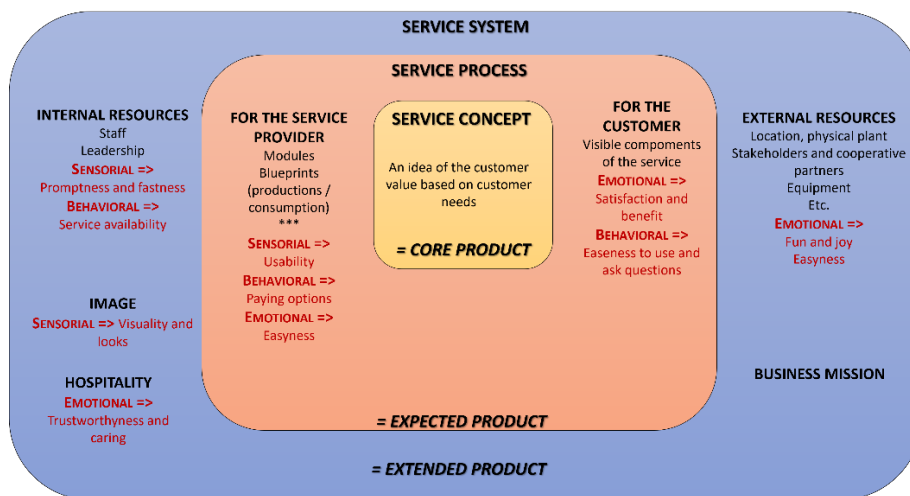 SERVICE SYSTEM
SERVICE PROCESS
INTERNAL RESOURCES
Staff
Leadership
SENSORIAL =>
Promptness and fastness
BEHAVIORAL =>
Service availability
IMAGE
SENSORIAL => Visuality and
looks
HOSPITALITY
EMOTIONAL =>
Trustworthyness and
caring
FOR THE SERVICE
PROVIDER
Modules
Blueprints
(productions /
consumption)
***
SENSORIAL =>
Usability
BEHAVIORAL =>
Paying options
EMOTIONAL =>
Easyness
SERVICE CONCEPT
An idea of the customer
value based on customer
needs
= CORE PRODUCT
FOR THE
CUSTOMER
Visible components
of the service
EMOTIONAL =>
Satisfaction and
benefit
BEHAVIORAL =>
Easeness to use and
ask questions
EXTERNAL RESOURCES
Location, physical plant
Stakeholders and cooperative
partners
Equipment
Etc.
EMOTIONAL =>
Fun and joy
Easyness
BUSINESS MISSION
= EXPECTED PRODUCT
= EXTENDED PRODUCT